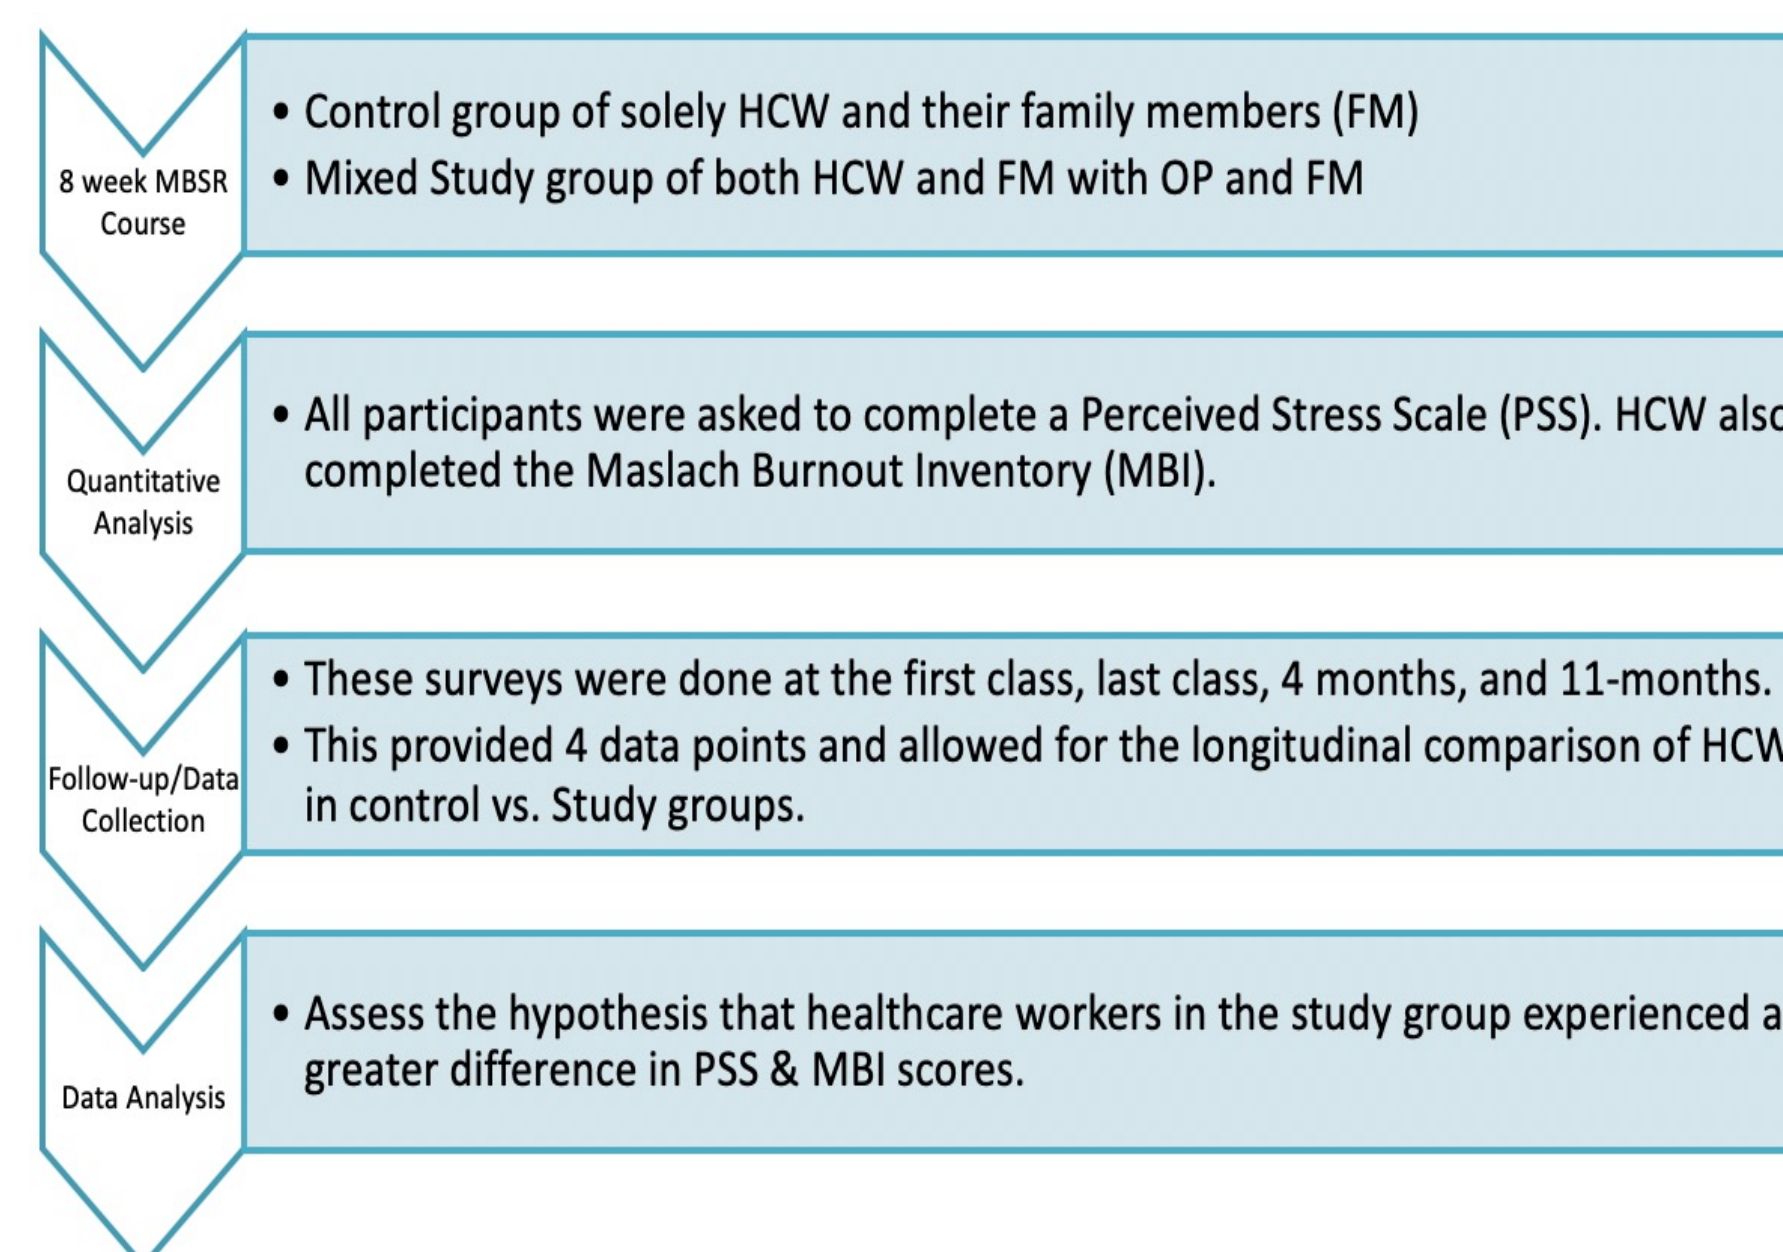 8 week MBSR
Course
• Control group of solely HCW and their family members (FM)
• Mixed Study group of both HCW and FM with OP and FM
Quantitative
Analysis
• All participants were asked to complete a Perceived Stress Scale (PSS). HCW also
completed the Maslach Burnout Inventory (MBI).
Follow-up/Data
Collection
• These surveys were done at the first class, last class, 4 months, and 11-months.
• This provided 4 data points and allowed for the longitudinal comparison of HCW
in control vs. Study groups.
Data Analysis
• Assess the hypothesis that healthcare workers in the study group experienced a
greater difference in PSS & MBI scores.